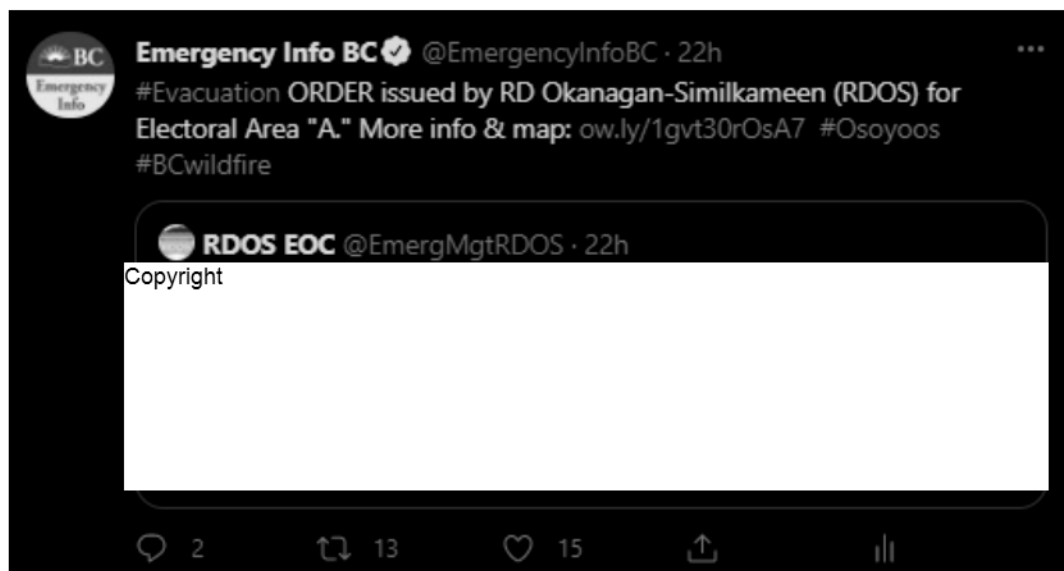 BC
Emergency
Info
Emergency Info BC @EmergencyInfoBC · 22h
#Evacuation ORDER issued by RD Okanagan-Similkameen (RDOS) for
Electoral Area "A." More info & map: ow.ly/1gvt30rOsA7 #Osoyoos
#BCwildfire
RDOS EOC @EmergMgtRDOS · 22h
Copyright
2 13 15